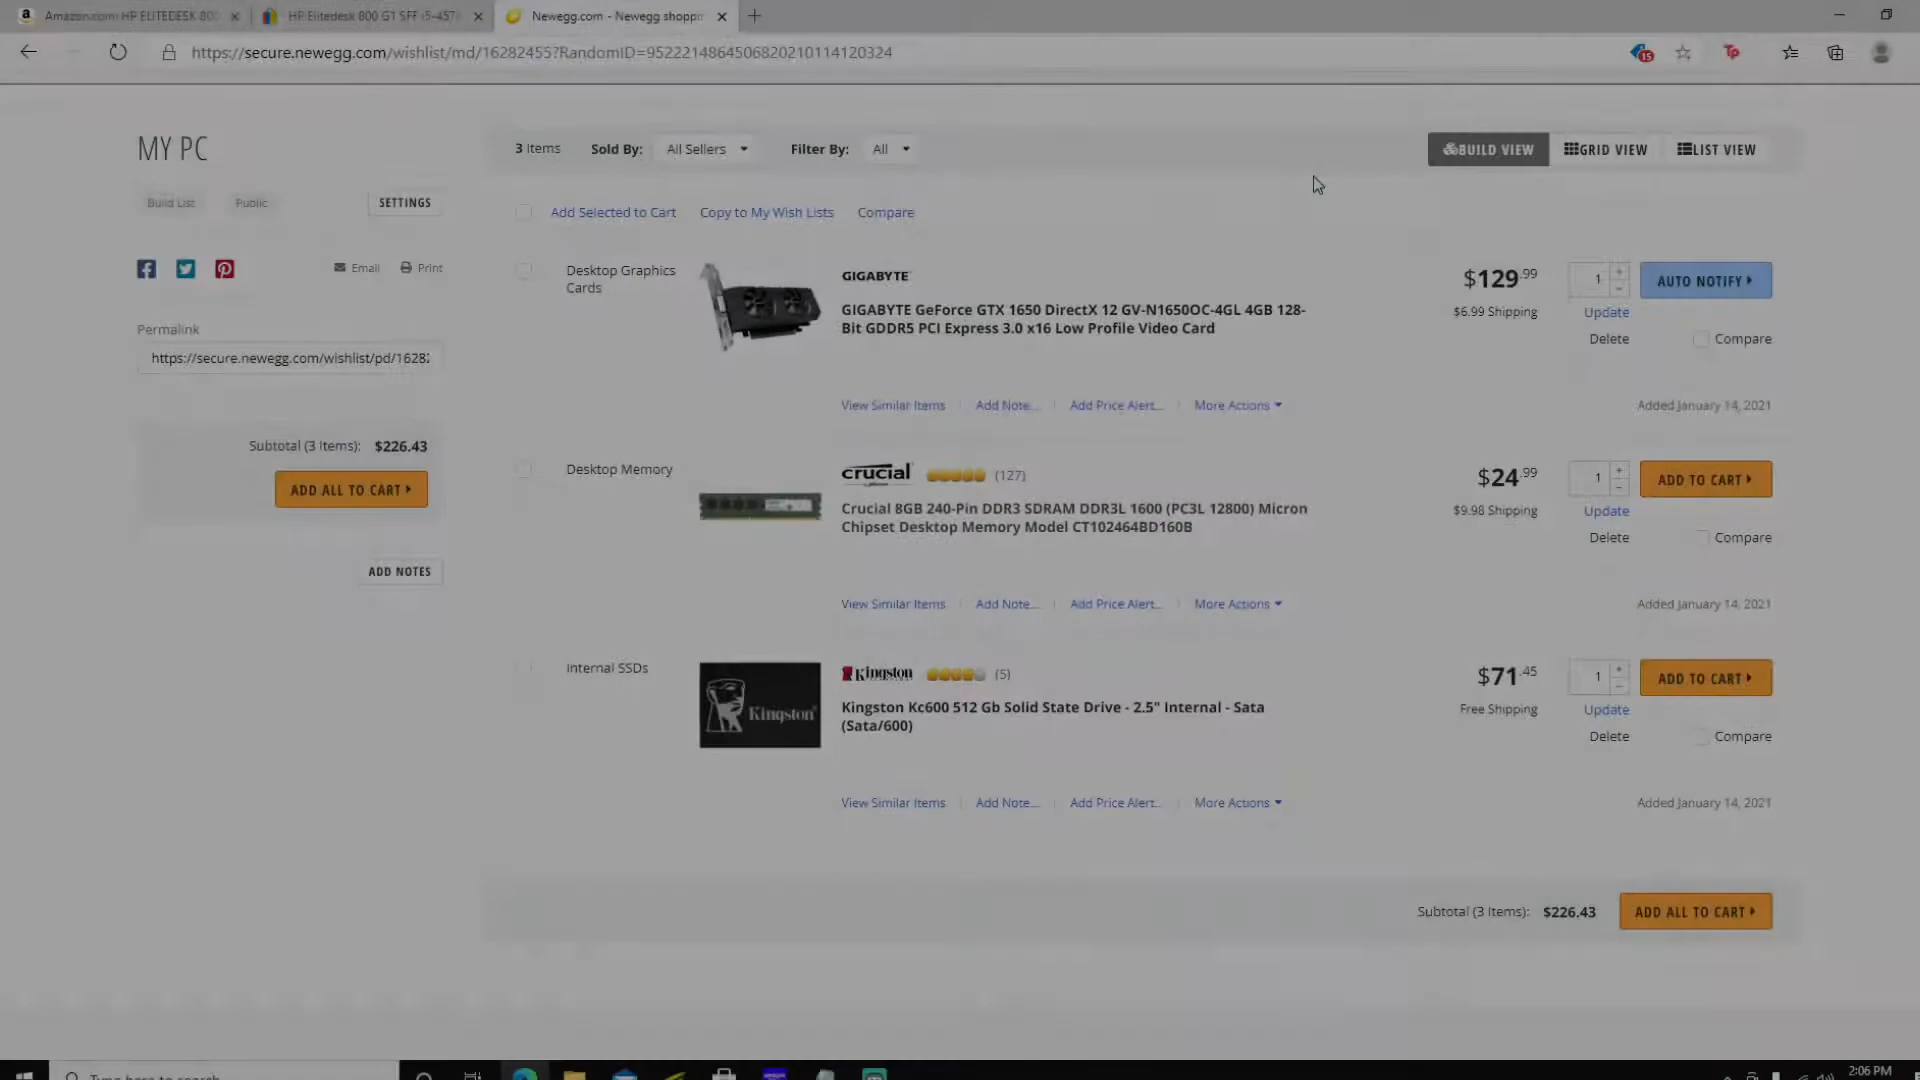 Amazon.com: HP ELITEDESK 80
HP Elitedesk 800 G1 SFF i5-457
Newegg.com - Newegg shoppin
https://secure.newegg.com/wishlist/md/16282455?RandomID=9522214864506820210114120324
15
MY PC
3 Items
Sold By:
All Sellers
Filter By:
All
BUILD VIEW
GRID VIEW
LIST VIEW
Build List
Public
SETTINGS
Add Selected to Cart
Copy to My Wish Lists
Compare
Email
Print
Permalink
https://secure.newegg.com/wishlist/pd/1628
Subtotal (3 Items): $226.43
ADD ALL TO CART
ADD NOTES
Desktop Graphics
Cards
GIGABYTE
GIGABYTE GeForce GTX 1650 DirectX 12 GV-N1650OC-4GL 4GB 128-
Bit GDDR5 PCI Express 3.0 x16 Low Profile Video Card
$129.99
$6.99 Shipping
1
Update
Delete
AUTO NOTIFY
Compare
View Similar Items
Add Note...
Add Price Alert...
More Actions
Added January 14, 2021
Desktop Memory
crucial
(127)
Crucial 8GB 240-Pin DDR3 SDRAM DDR3L 1600 (PC3L 12800) Micron
Chipset Desktop Memory Model CT102464BD160B
$24.99
$9.98 Shipping
1
Update
Delete
ADD TO CART
Compare
View Similar Items
Add Note...
Add Price Alert...
More Actions
Added January 14, 2021
Internal SSDs
Kingston
Kingston
(5)
Kingston Kc600 512 Gb Solid State Drive - 2.5" Internal - Sata
(Sata/600)
$71.45
Free Shipping
1
Update
Delete
ADD TO CART
Compare
View Similar Items
Add Note...
Add Price Alert...
More Actions
Added January 14, 2021
Subtotal (3 Items): $226.43
ADD ALL TO CART
Type here to search
2:06 PM